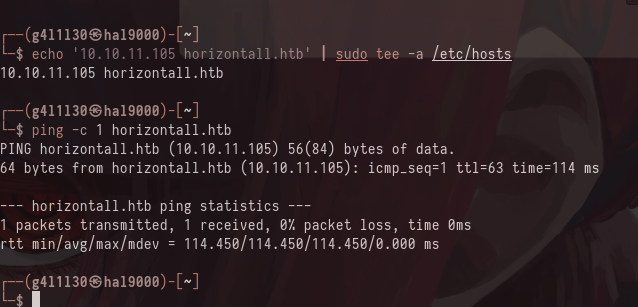 ┌──(g4l1l30㉿hal9000)-[~]
└─$ echo '10.10.11.105 horizontall.htb' | sudo tee -a /etc/hosts
10.10.11.105 horizontall.htb
┌──(g4l1l30㉿hal9000)-[~]
└─$ ping -c 1 horizontall.htb
PING horizontall.htb (10.10.11.105) 56(84) bytes of data.
64 bytes from horizontall.htb (10.10.11.105): icmp_seq=1 ttl=63 time=114 ms
--- horizontall.htb ping statistics ---
1 packets transmitted, 1 received, 0% packet loss, time 0ms
rtt min/avg/max/mdev = 114.450/114.450/114.450/0.000 ms
┌──(g4l1l30㉿hal9000)-[~]
└─$